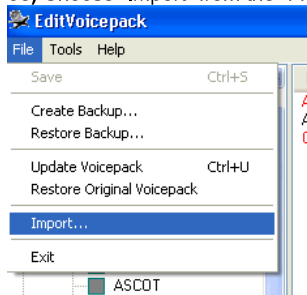 EditVoicepack
File Tools Help
Save Ctrl+S
Create Backup...
Restore Backup...
Update Voicepack Ctrl+U
Restore Original Voicepack
Import...
Exit
ASCOT